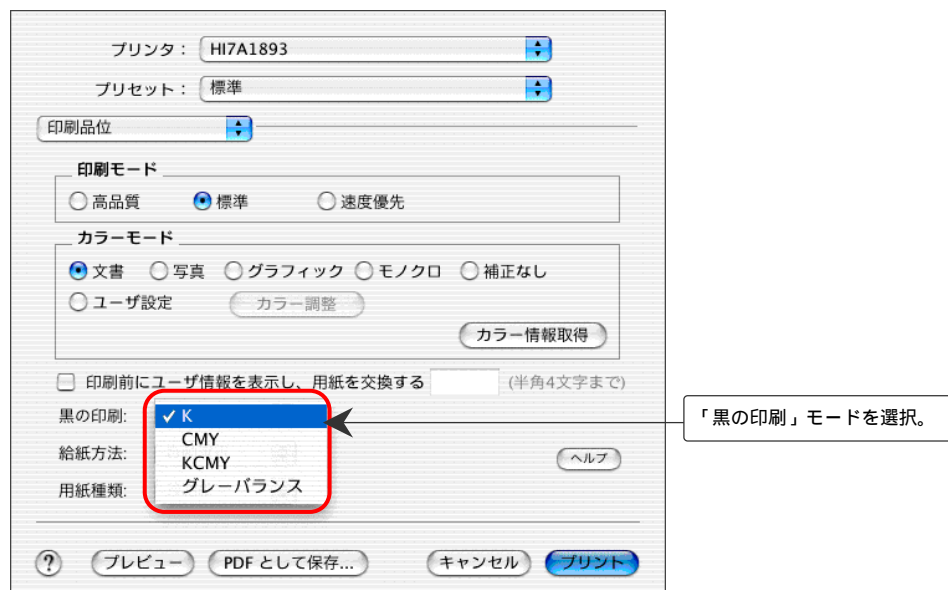 プリンタ： HI7A1893
プリセット： 標準
印刷品位
印刷モード
高品質 標準 速度優先
カラーモード
文書 写真 グラフィック モノクロ 補正なし
ユーザ設定 カラー調整
カラー情報取得
印刷前にユーザ情報を表示し、用紙を交換する (半角4文字まで)
黒の印刷: ✓ K
「黒の印刷」モードを選択。
CMY
給紙方法:
KCMY
ヘルプ
用紙種類: グレーバランス
? プレビュー PDF として保存... キャンセル プリント